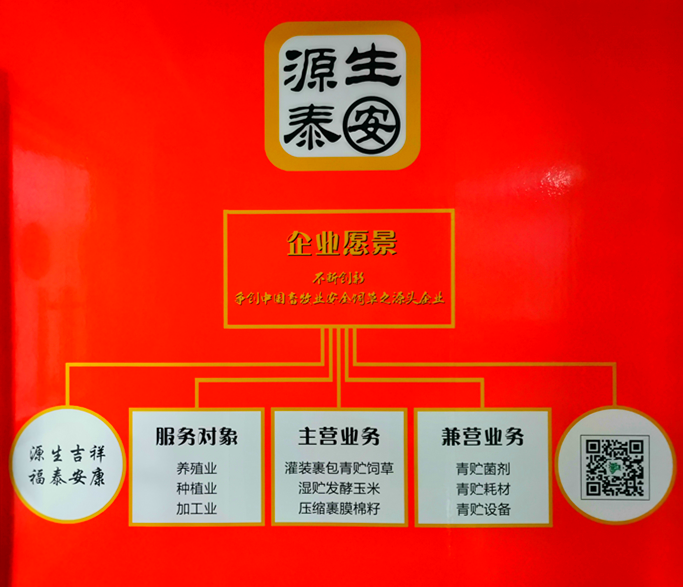 源生
泰安
企业愿景
不断创新
争创中国畜牧业安全饲草之源头企业
源生吉祥
福泰安康
服务对象
养殖业
种植业
加工业
主营业务
灌装裹包青贮饲草
湿贮发酵玉米
压缩裹膜棉籽
兼营业务
青贮菌剂
青贮耗材
青贮设备